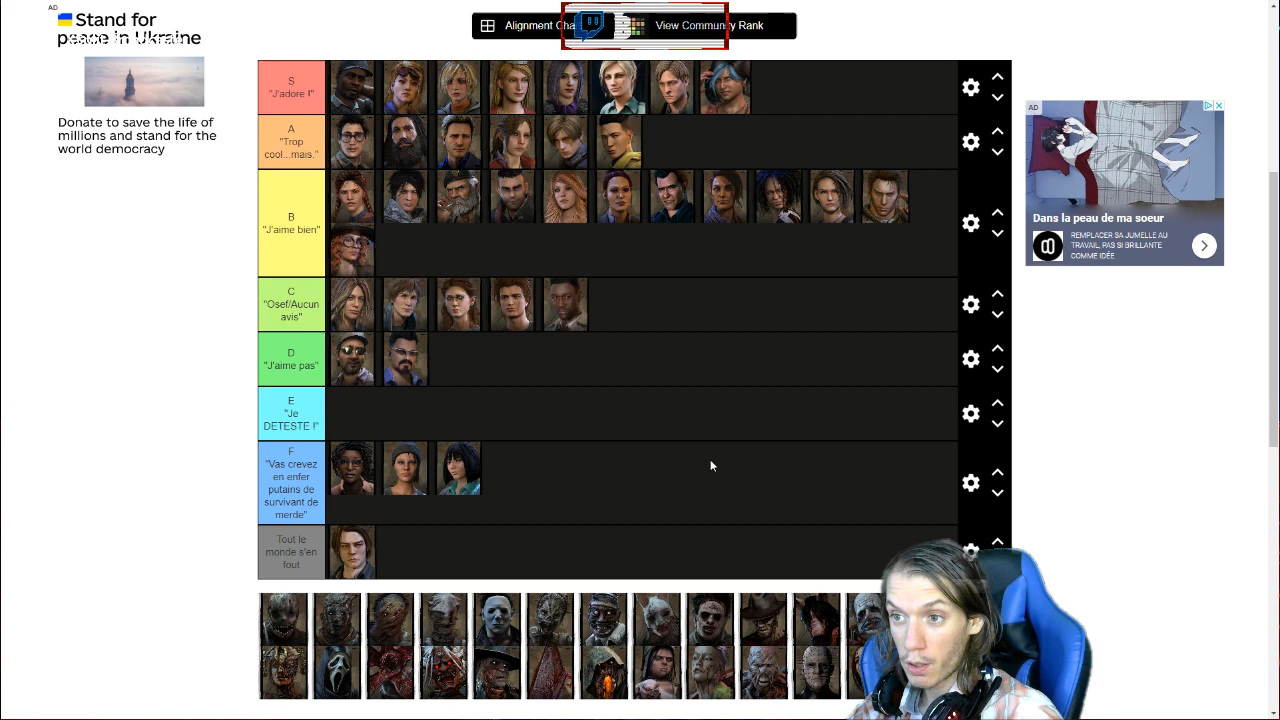 AD
Stand for
peace in Ukraine
Donate to save the life of
millions and stand for the
world democracy
Alignment Cha
View Community Rank
S
"J'adore !"
A
"Trop
cool...mais."
B
"J'aime bien"
C
"Osef/Aucun
avis"
D
"J'aime pas"
E
"Je
DETESTE !"
F
"Vas crevez
en enfer
putains de
survivant de
merde"
Tout le
monde s'en
fout
AD
Dans la peau de ma soeur
REMPLACER SA JUMELLE AU
TRAVAIL, PAS SI BRILLANTE
COMME IDÉE